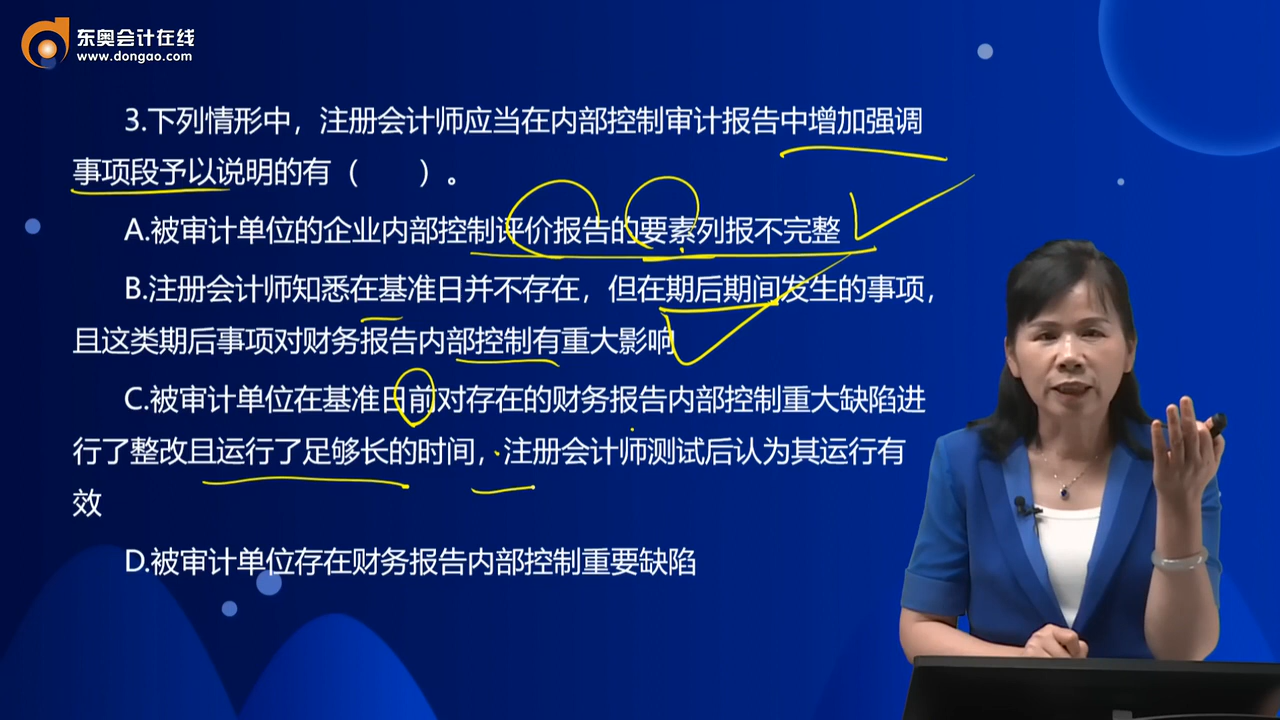 东奥会计在线
www.dongao.com
3.下列情形中，注册会计师应当在内部控制审计报告中增加强调
事项段予以说明的有（　　）。
A.被审计单位的企业内部控制评价报告的要素列报不完整
B.注册会计师知悉在基准日并不存在，但在期后期间发生的事项，
且这类期后事项对财务报告内部控制有重大影响
C.被审计单位在基准日前对存在的财务报告内部控制重大缺陷进
行了整改且运行了足够长的时间，注册会计师测试后认为其运行有
效
D.被审计单位存在财务报告内部控制重要缺陷